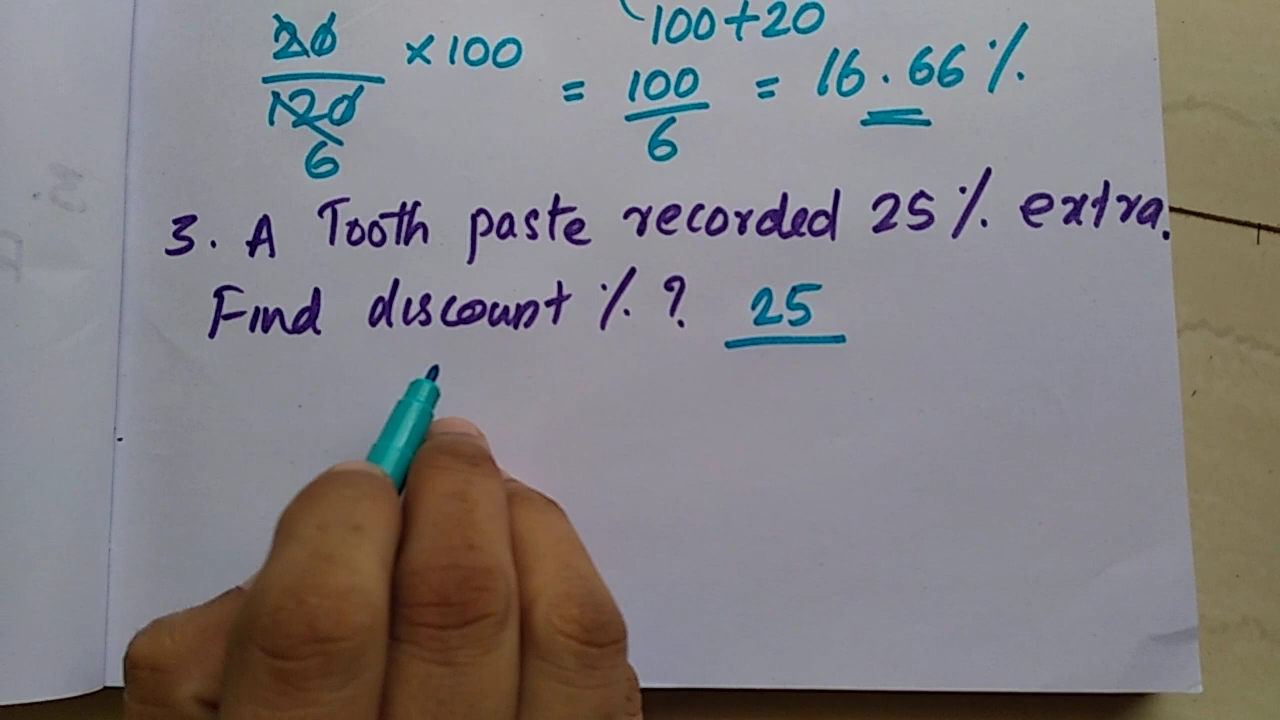 100+20
20/120 × 100 = 100/6 = 16.66 %
6
3. A Tooth paste recorded 25 % extra.
Find discount % ? 25